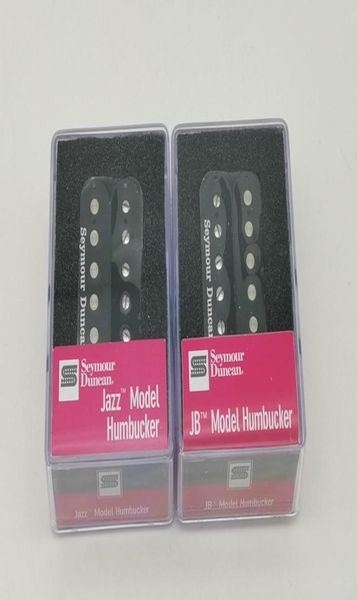 Seymour Duncan
Seymour
Duncan
Jazz™ Model
Humbucker
Jazz™ Model Humbucker
Seymour Duncan
Seymour
Duncan
JB™ Model Humbucker
JB™ Model Humbucker